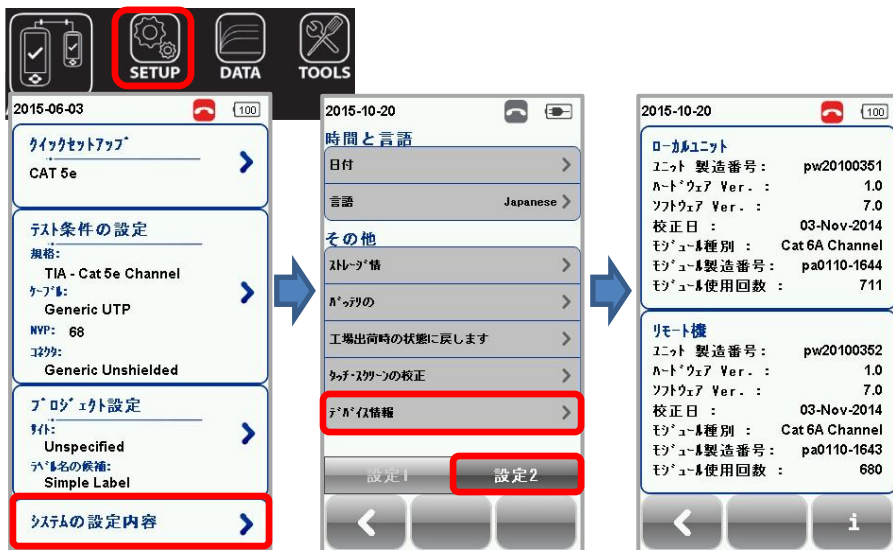 SETUP
DATA
TOOLS
2015-06-03
100
クイックセットアップ
CAT 5e
テスト条件の設定
規格:
TIA - Cat 5e Channel
ケーブル:
Generic UTP
NVP: 68
コネクタ:
Generic Unshielded
プロジェクト設定
サイト:
Unspecified
ラベル名の候補:
Simple Label
システムの設定内容
2015-10-20
時間と言語
日付
言語 Japanese
その他
ストレージ情
バッテリの
工場出荷時の状態に戻します
タッチ・スクリーンの校正
デバイス情報
設定1 設定2
2015-10-20
100
ローカルユニット
ユニット 製造番号: pw20100351
ハードウェア Ver. : 1.0
ソフトウェア Ver. : 7.0
校正日 : 03-Nov-2014
モジュール種別 : Cat 6A Channel
モジュール製造番号: pa0110-1644
モジュール使用回数 : 711
リモート機
ユニット 製造番号: pw20100352
ハードウェア Ver. : 1.0
ソフトウェア Ver. : 7.0
校正日 : 03-Nov-2014
モジュール種別 : Cat 6A Channel
モジュール製造番号: pa0110-1643
モジュール使用回数 : 680
i